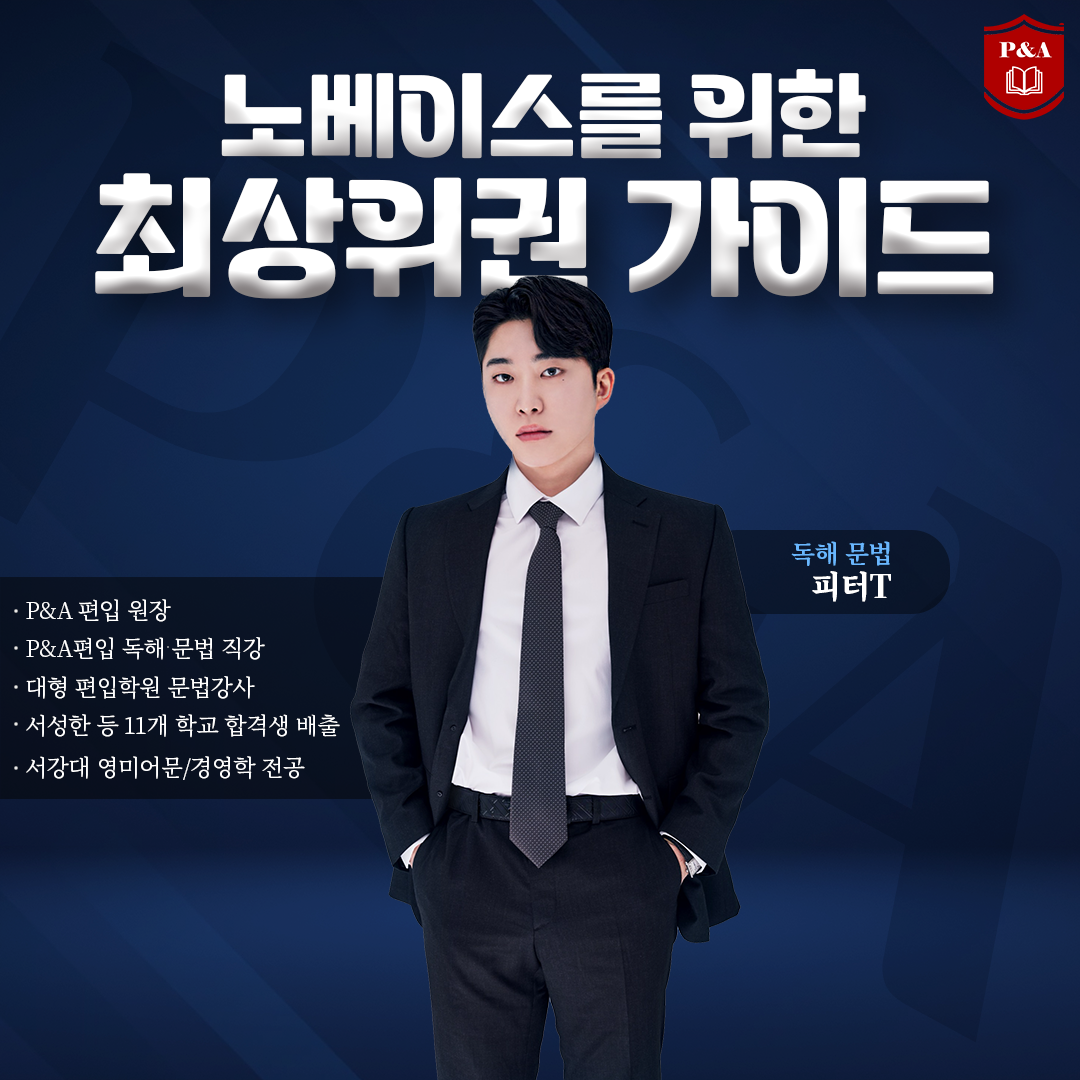 P&A
노베이스를 위한
최상위권 가이드
독해 문법
피터T
· P&A 편입 원장
· P&A편입 독해·문법 직강
· 대형 편입학원 문법강사
· 서성한 등 11개 학교 합격생 배출
· 서강대 영미어문/경영학 전공